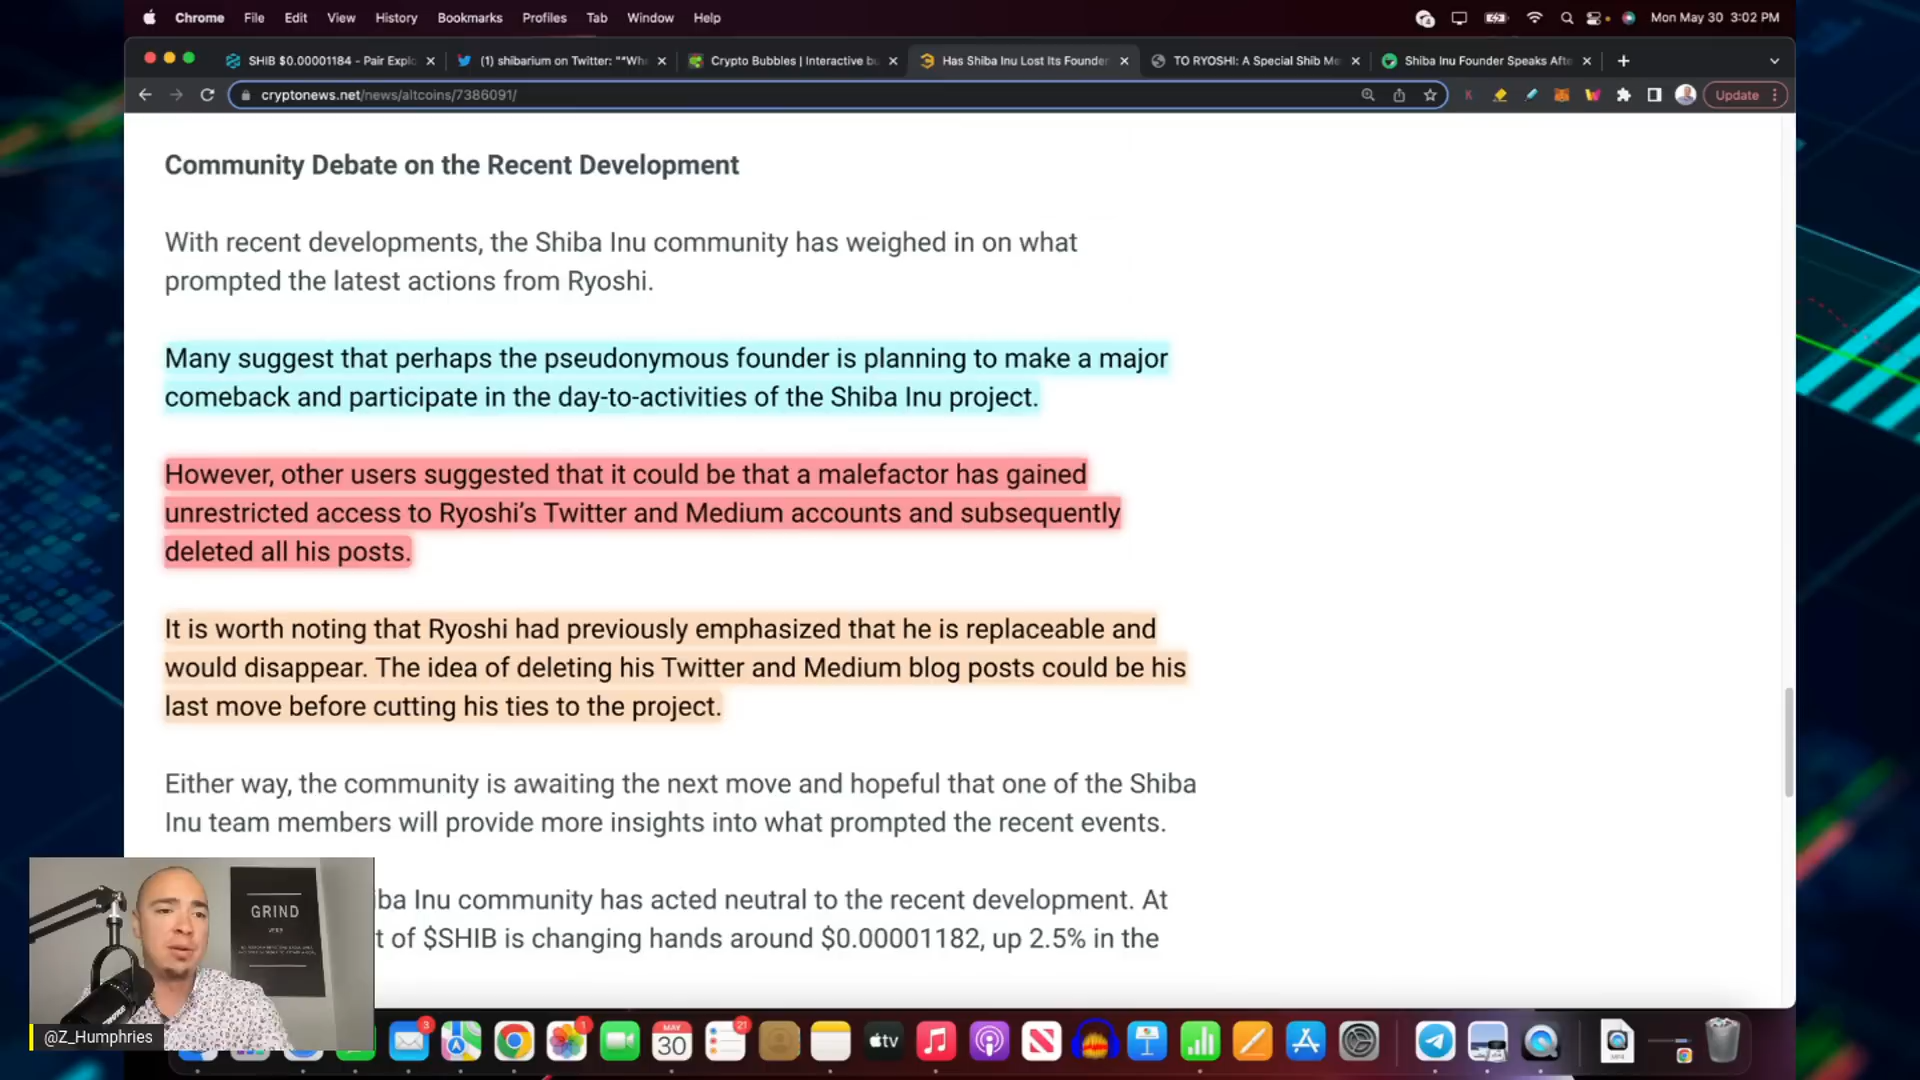 Chrome File Edit View History Bookmarks Profiles Tab Window Help Mon May 30 3:02 PM
SHIB $0.00001184 - Pair Explo (1) shibarium on Twitter: "*Wh Crypto Bubbles | Interactive bu Has Shiba Inu Lost Its Founder TO RYOSHI: A Special Shib Me Shiba Inu Founder Speaks Afte
cryptonews.net/news/altcoins/7386091/ Update
Community Debate on the Recent Development
With recent developments, the Shiba Inu community has weighed in on what
prompted the latest actions from Ryoshi.
Many suggest that perhaps the pseudonymous founder is planning to make a major
comeback and participate in the day-to-activities of the Shiba Inu project.
However, other users suggested that it could be that a malefactor has gained
unrestricted access to Ryoshi’s Twitter and Medium accounts and subsequently
deleted all his posts.
It is worth noting that Ryoshi had previously emphasized that he is replaceable and
would disappear. The idea of deleting his Twitter and Medium blog posts could be his
last move before cutting his ties to the project.
Either way, the community is awaiting the next move and hopeful that one of the Shiba
Inu team members will provide more insights into what prompted the recent events.
iba Inu community has acted neutral to the recent development. At
t of $SHIB is changing hands around $0.00001182, up 2.5% in the
GRIND
VERB
@Z_Humphries
3
1
MAY
30
21
tv
MP4